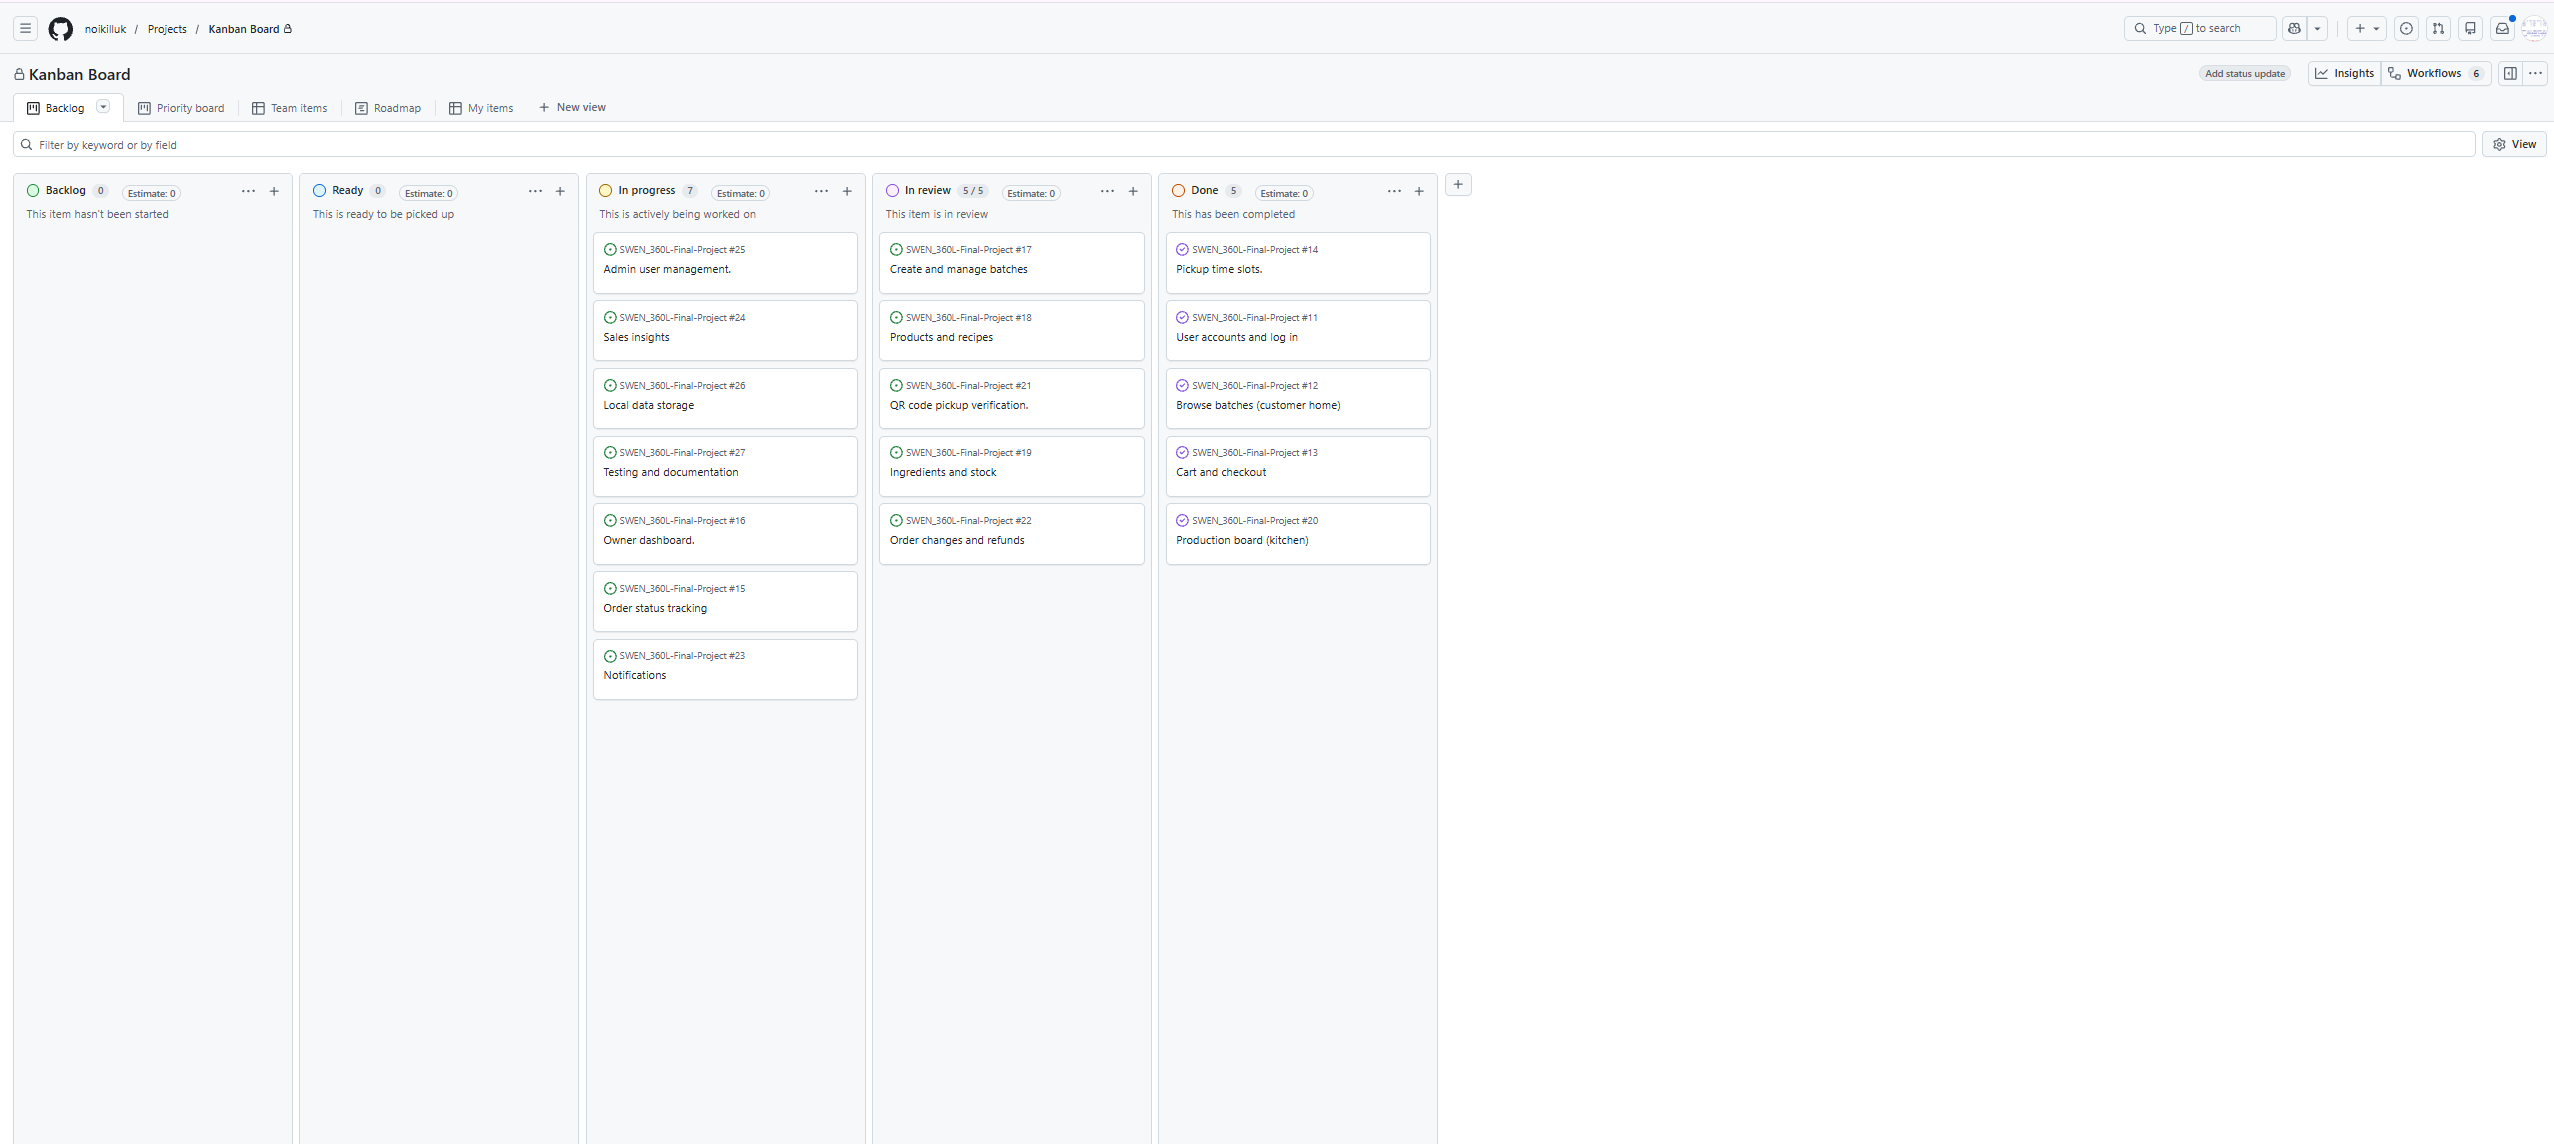 noikilluk / Projects / Kanban Board
Type / to search
Kanban Board
Add status update
Insights
Workflows 6
Backlog
Priority board
Team items
Roadmap
My items
New view
Filter by keyword or by field
View
Backlog 0 Estimate: 0
This item hasn't been started
Ready 0 Estimate: 0
This is ready to be picked up
In progress 7 Estimate: 0
This is actively being worked on
SWEN_360L-Final-Project #25
Admin user management.
SWEN_360L-Final-Project #24
Sales insights
SWEN_360L-Final-Project #26
Local data storage
SWEN_360L-Final-Project #27
Testing and documentation
SWEN_360L-Final-Project #16
Owner dashboard.
SWEN_360L-Final-Project #15
Order status tracking
SWEN_360L-Final-Project #23
Notifications
In review 5 / 5 Estimate: 0
This item is in review
SWEN_360L-Final-Project #17
Create and manage batches
SWEN_360L-Final-Project #18
Products and recipes
SWEN_360L-Final-Project #21
QR code pickup verification.
SWEN_360L-Final-Project #19
Ingredients and stock
SWEN_360L-Final-Project #22
Order changes and refunds
Done 5 Estimate: 0
This has been completed
SWEN_360L-Final-Project #14
Pickup time slots.
SWEN_360L-Final-Project #11
User accounts and log in
SWEN_360L-Final-Project #12
Browse batches (customer home)
SWEN_360L-Final-Project #13
Cart and checkout
SWEN_360L-Final-Project #20
Production board (kitchen)